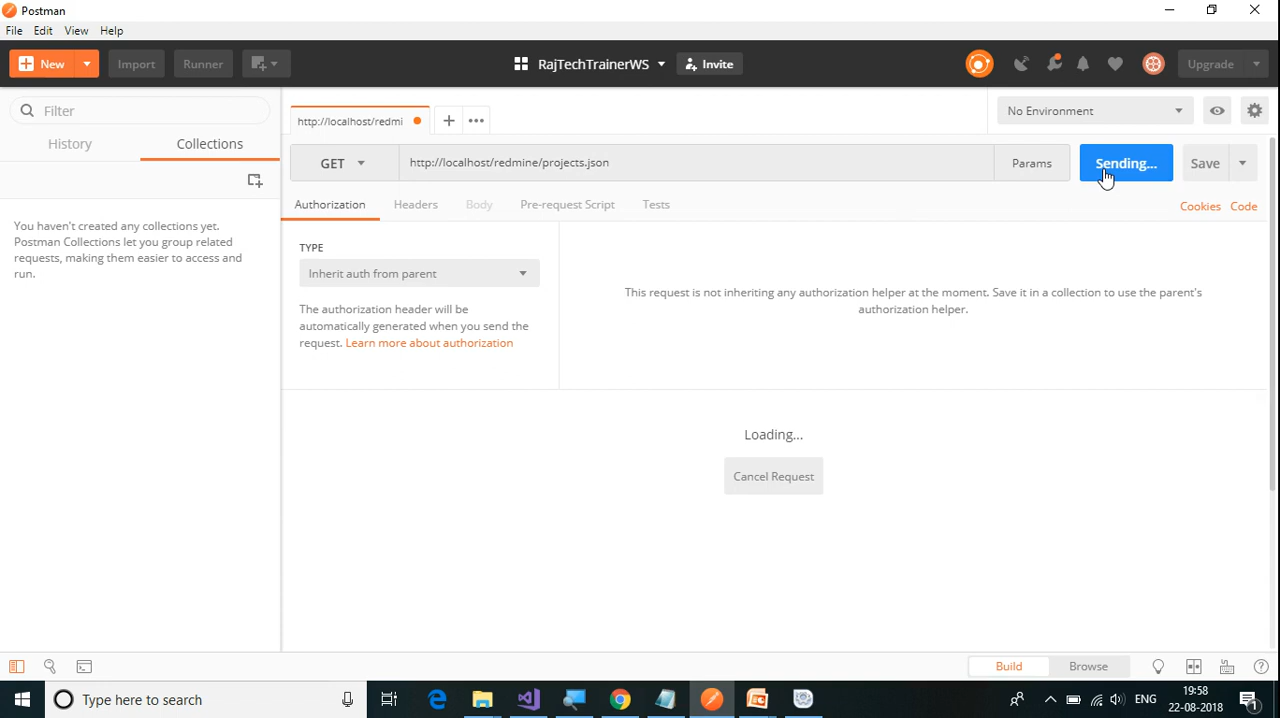 Postman
File Edit View Help
New Import Runner RajTechTrainerWS Invite Upgrade
Filter
http://localhost/redmi
No Environment
History Collections
GET http://localhost/redmine/projects.json Params Sending... Save
Authorization Headers Body Pre-request Script Tests Cookies Code
You haven't created any collections yet.
Postman Collections let you group related
requests, making them easier to access and
run.
TYPE
Inherit auth from parent
The authorization header will be
automatically generated when you send the
request. Learn more about authorization
This request is not inheriting any authorization helper at the moment. Save it in a collection to use the parent's
authorization helper.
Loading...
Cancel Request
Build Browse
Type here to search
ENG
19:58
22-08-2018
1